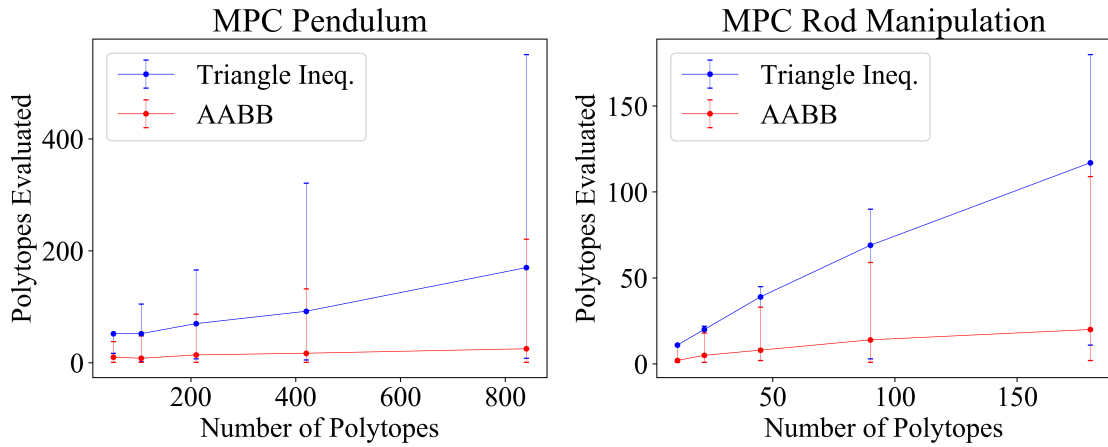 MPC Pendulum
Polytopes Evaluated
400
200
0
Triangle Ineq.
AABB
200 400 600 800
Number of Polytopes
MPC Rod Manipulation
Polytopes Evaluated
150
100
50
0
Triangle Ineq.
AABB
50 100 150
Number of Polytopes